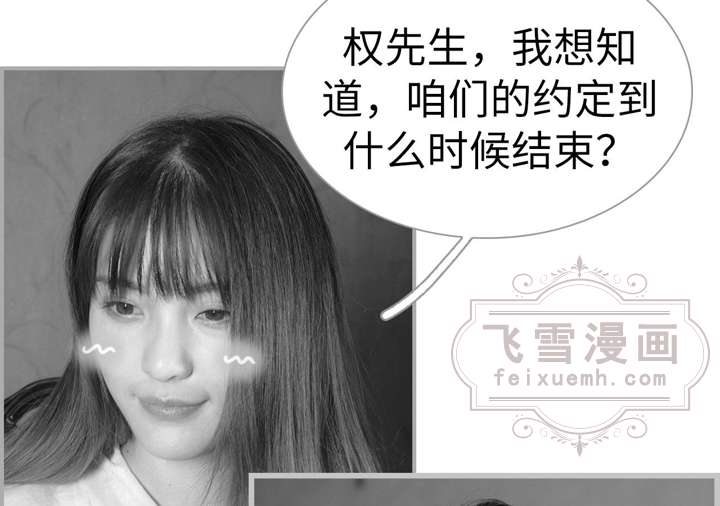 权先生，我想知
道，咱们的约定到
什么时候结束？
飞雪漫画
feixuemh.com